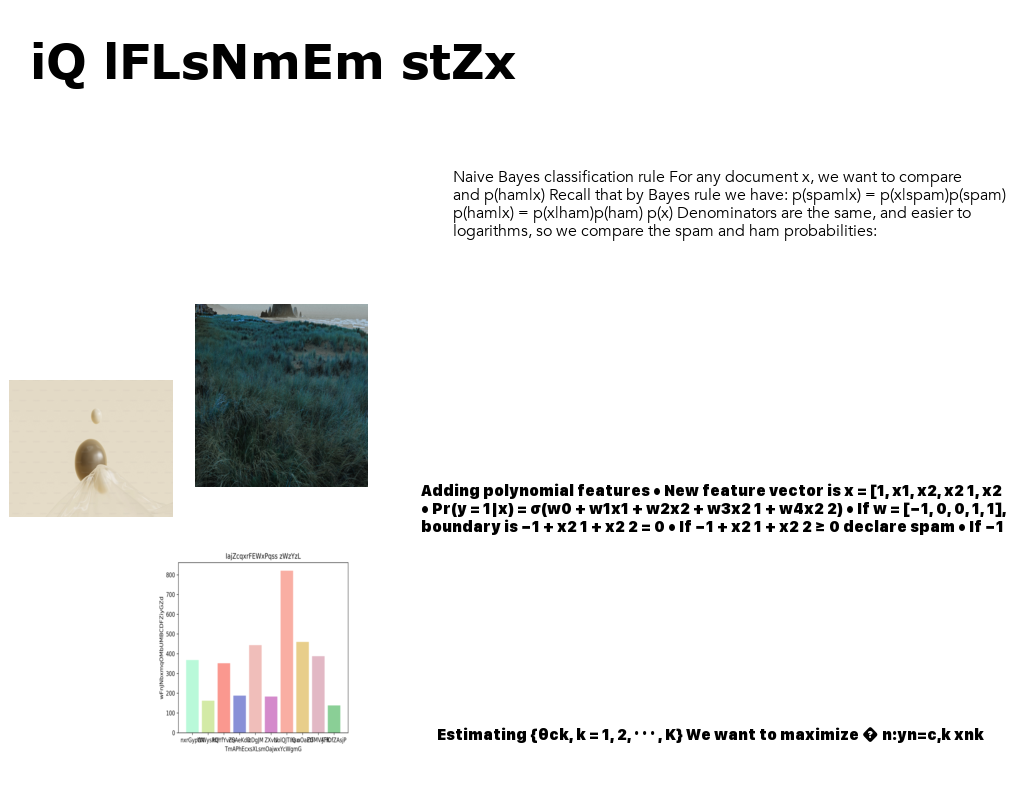 iQ lFLsNmEm stZx
Naive Bayes classification rule For any document x, we want to compare
and p(ham|x) Recall that by Bayes rule we have: p(spam|x) = p(x|spam)p(spam)
p(ham|x) = p(x|ham)p(ham) p(x) Denominators are the same, and easier to
logarithms, so we compare the spam and ham probabilities:
Adding polynomial features • New feature vector is x = [1, x1, x2, x2 1, x2
• Pr(y = 1|x) = σ(w0 + w1x1 + w2x2 + w3x2 1 + w4x2 2) • If w = [−1, 0, 0, 1, 1],
boundary is −1 + x2 1 + x2 2 = 0 • If −1 + x2 1 + x2 2 ≥ 0 declare spam • If −1
lajZcqxrFEWxPqss zWzYzL
800
700
600
500
400
300
200
100
0
Estimating {θck, k = 1, 2, · · · , K} We want to maximize � n:yn=c,k xnk